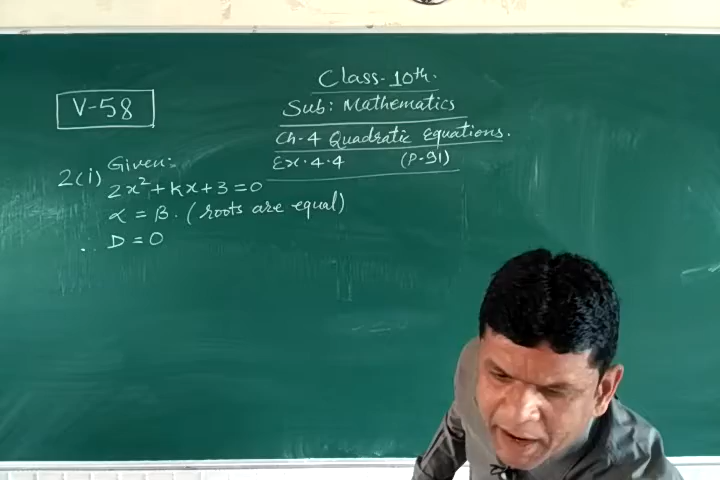 V-58
Class-10th.
Sub: Mathematics
Ch-4 Quadratic Equations.
Ex.4.4 (P-91)
2(i) Given:-
2x²+kx+3=0
α = β. (roots are equal)
∴ D=0